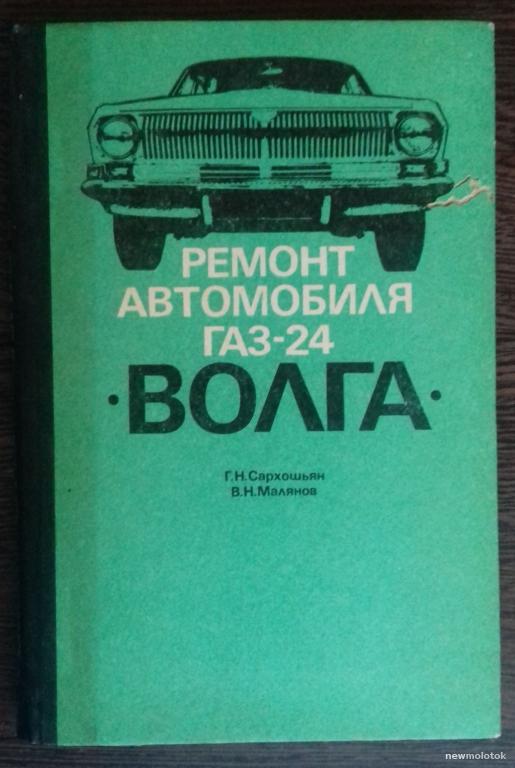 РЕМОНТ
АВТОМОБИЛЯ
ГАЗ-24
·ВОЛГА·
Г.Н.Сархошьян
В.Н.Малянов
newmolotok